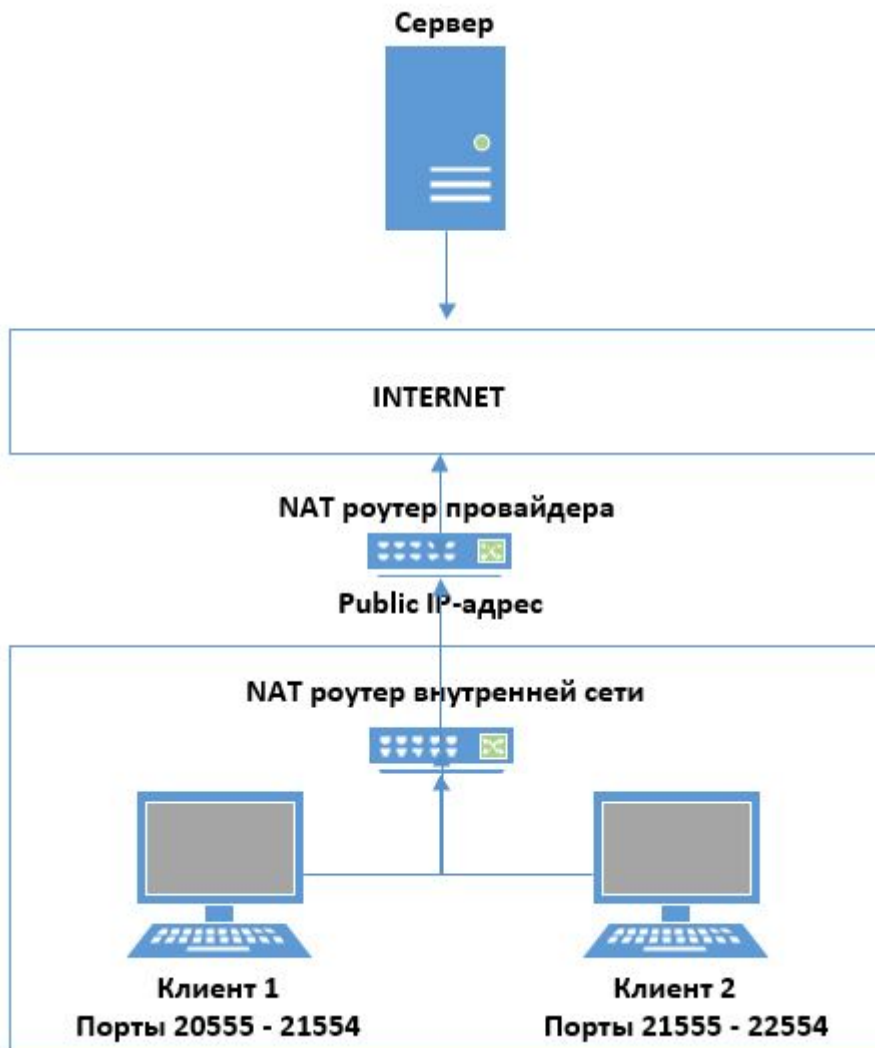 Сервер
INTERNET
NAT роутер провайдера
Public IP-адрес
NAT роутер внутренней сети
Клиент 1
Порты 20555 - 21554
Клиент 2
Порты 21555 - 22554